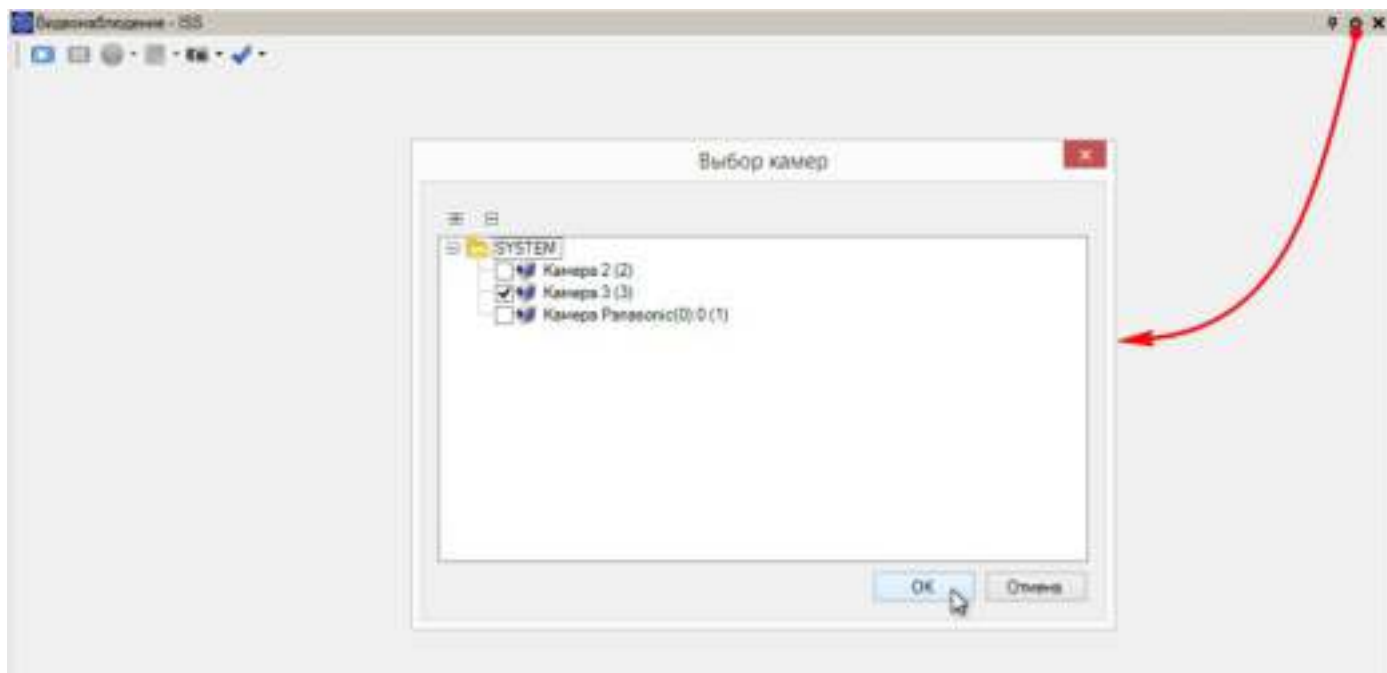 Видеонаблюдение - ISS
Выбор камер
SYSTEM
Камера 2 (2)
Камера 3 (3)
Камера Panasonic(0):0 (1)
OK
Отмена